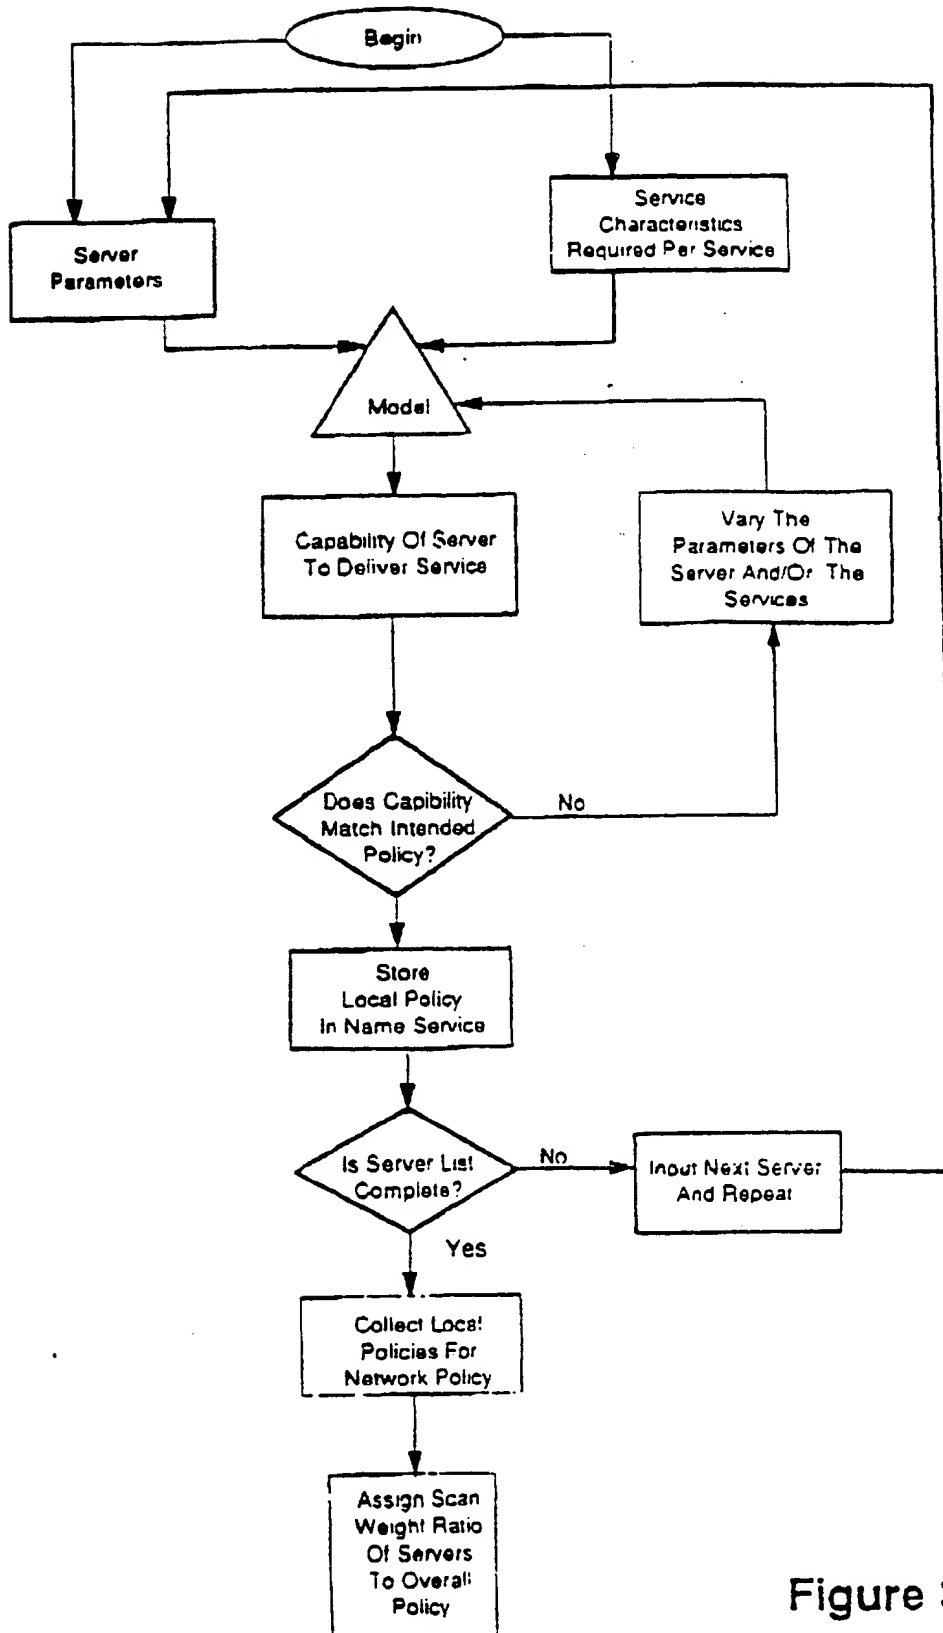 Begin
Service
Characteristics
Required Per Service
Server
Parameters
Model
Capability Of Server
To Deliver Service
Vary The
Parameters Of The
Server And/Or The
Services
Does Capibility
Match Intended
Policy?
No
Store
Local Policy
In Name Service
Is Server List
Complete?
No
Input Next Server
And Repeat
Yes
Collect Local
Policies For
Network Policy
Assign Scan
Weight Ratio
Of Servers
To Overall
Policy
Figure